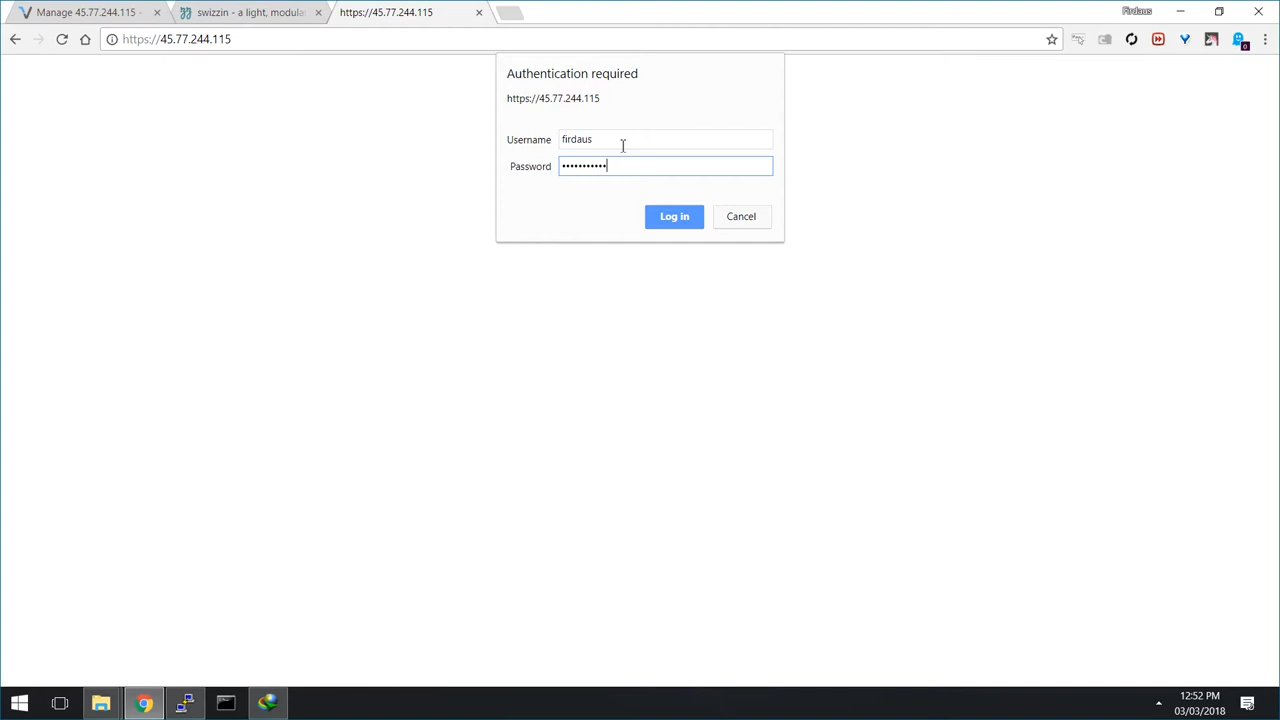 Manage 45.77.244.115 -
swizzin - a light, modula
https://45.77.244.115
Firdaus
https://45.77.244.115
0
Authentication required
https://45.77.244.115
Username firdaus
Password •••••••••••
Log in Cancel
12:52 PM
03/03/2018